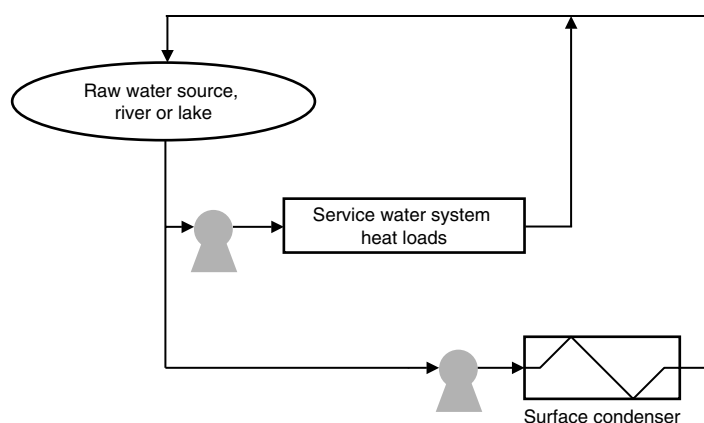 Raw water source,
river or lake
Service water system
heat loads
Surface condenser